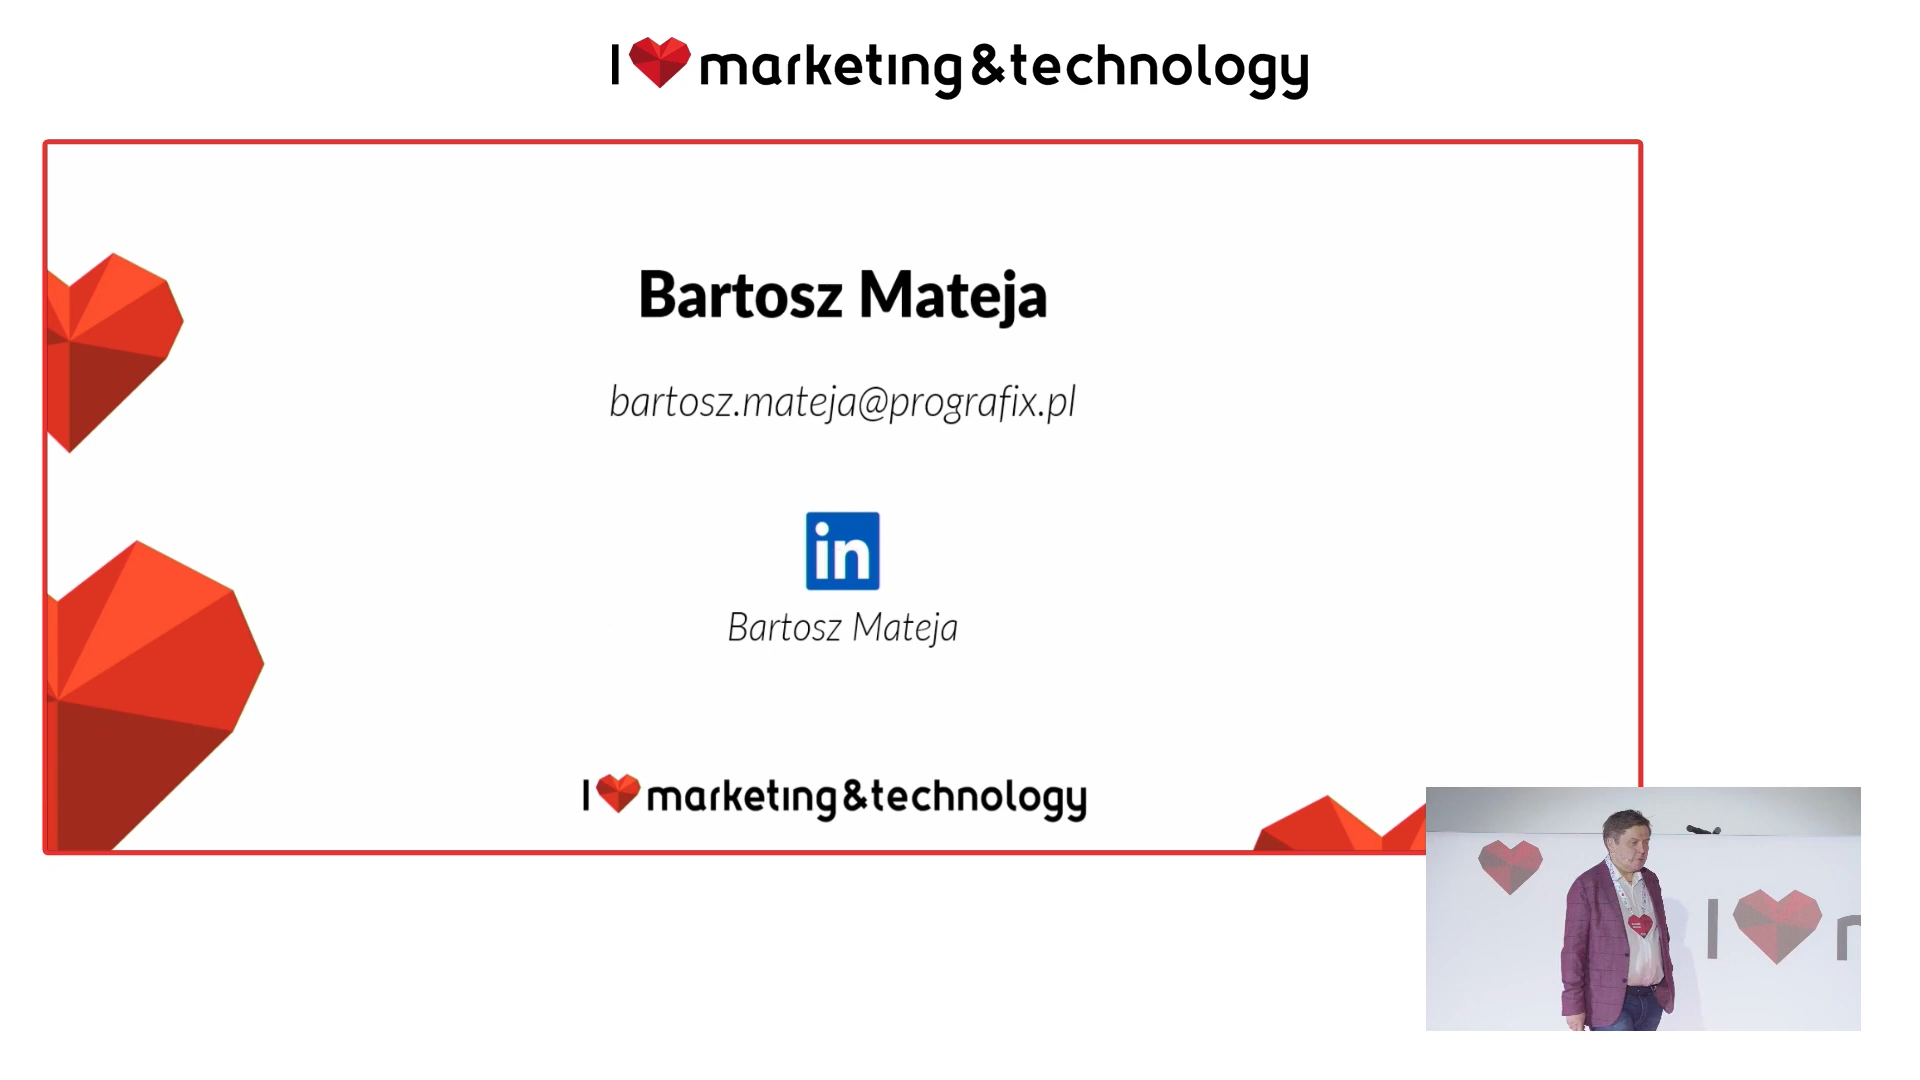 I marketing&technology
Bartosz Mateja
bartosz.mateja@prografix.pl
in
Bartosz Mateja
I marketing&technology
I